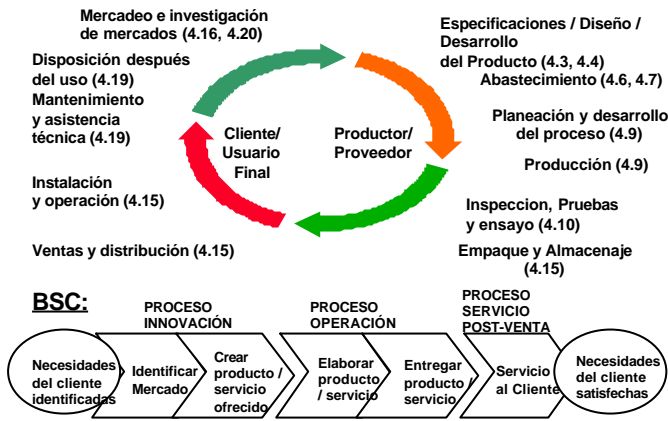 Mercadeo e investigación
de mercados (4.16, 4.20)
Especificaciones / Diseño /
Desarrollo
del Producto (4.3, 4.4)
Abastecimiento (4.6, 4.7)
Planeación y desarrollo
del proceso (4.9)
Producción (4.9)
Inspeccion, Pruebas
y ensayo (4.10)
Empaque y Almacenaje
(4.15)
Disposición después
del uso (4.19)
Mantenimiento
y asistencia
técnica (4.19)
Instalación
y operación (4.15)
Ventas y distribución (4.15)
Cliente/
Usuario
Final
Productor/
Proveedor
BSC:
PROCESO
INNOVACIÓN
PROCESO
OPERACIÓN
PROCESO
SERVICIO
POST-VENTA
Necesidades
del cliente
identificadas
Identificar
Mercado
Crear
producto /
servicio
ofrecido
Elaborar
producto
/ servicio
Entregar
producto /
servicio
Servicio
al Cliente
Necesidades
del cliente
satisfechas